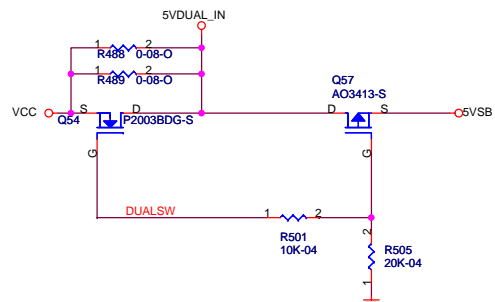 5VDUAL_IN
1 2
R488 0-08-O
1 2
R489 0-08-O
Q57
AO3413-S
VCC S D D S 5VSB
Q54 P2003BDG-S
G G
DUALSW 1 2
R501
10K-04
2
R505
20K-04
1